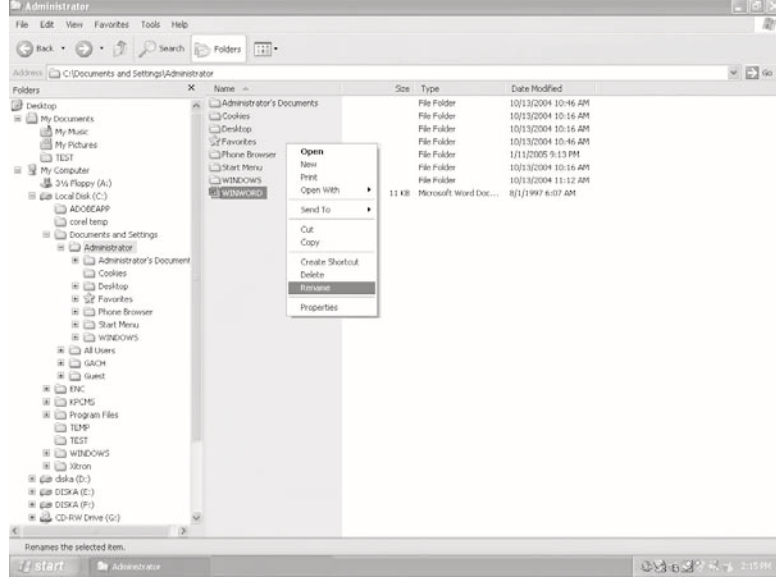 Administrator
File Edit View Favorites Tools Help
Back Search Folders
Address C:\Documents and Settings\Administrator Go
Folders X
Desktop
My Documents
My Music
My Pictures
TEST
My Computer
3½ Floppy (A:)
Local Disk (C:)
ADOBEAPP
corel temp
Documents and Settings
Administrator
Administrator's Document
Cookies
Desktop
Favorites
Phone Browser
Start Menu
WINDOWS
All Users
GACH
Guest
ENC
KPCMS
Program Files
TEMP
TEST
WINDOWS
Xitron
diska (D:)
DISKA (E:)
DISKA (F:)
CD-RW Drive (G:)
Name Size Type Date Modified
Administrator's Documents File Folder 10/13/2004 10:46 AM
Cookies File Folder 10/13/2004 10:16 AM
Desktop File Folder 10/13/2004 10:16 AM
Favorites File Folder 10/13/2004 10:46 AM
Phone Browser File Folder 1/11/2005 9:13 PM
Start Menu File Folder 10/13/2004 10:16 AM
WINDOWS File Folder 10/13/2004 11:12 AM
WINWORD 11 KB Microsoft Word Doc... 8/1/1997 6:07 AM
Open
New
Print
Open With
Send To
Cut
Copy
Create Shortcut
Delete
Rename
Properties
Renames the selected item.
start Administrator 2:15 PM